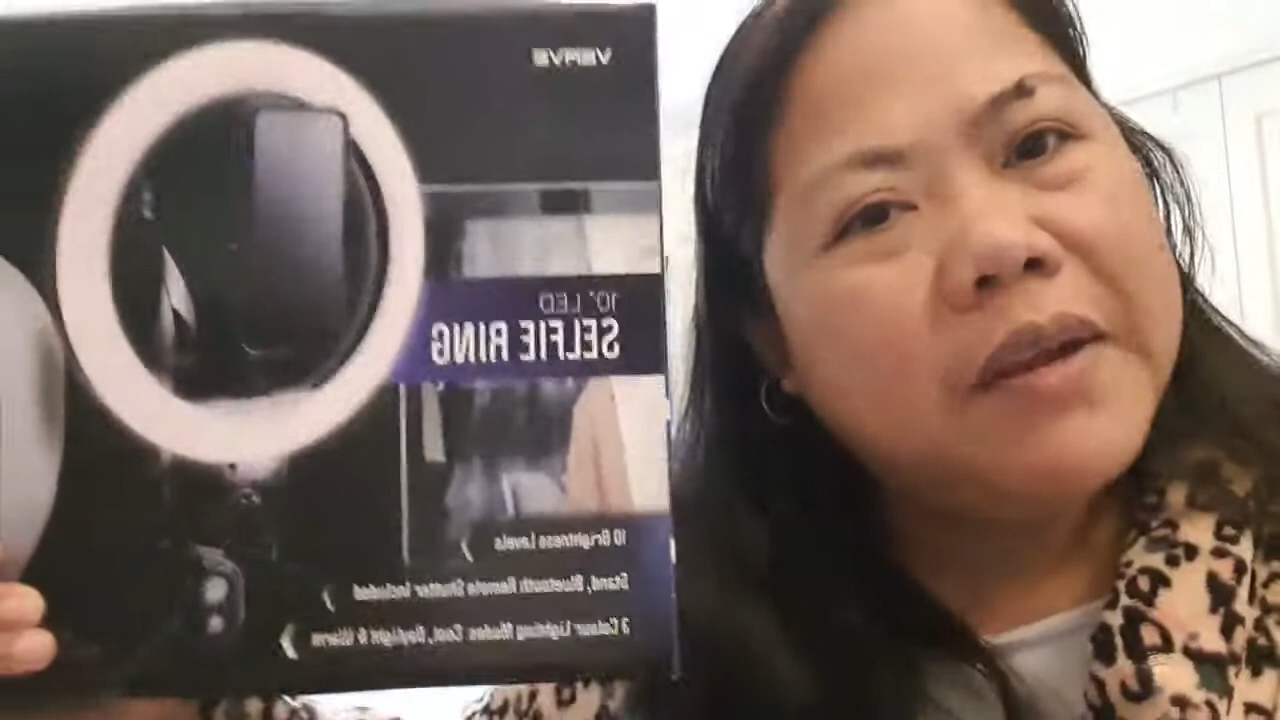 VERVE
10" LED
SELFIE RING
10 Brightness Levels
Stand, Bluetooth Remote Shutter Included
3 Colour Lighting Modes: Cool, Daylight & Warm